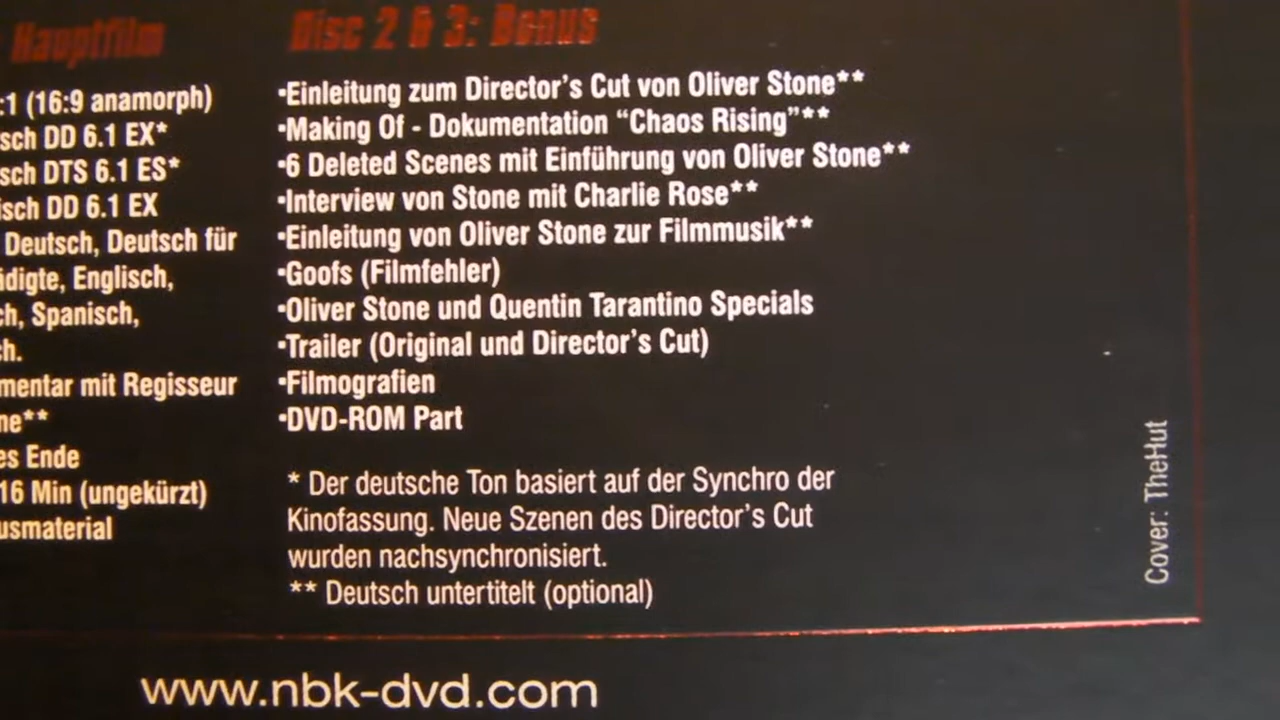 Hauptfilm
:1 (16:9 anamorph)
sch DD 6.1 EX*
sch DTS 6.1 ES*
isch DD 6.1 EX
Deutsch, Deutsch für
ädigte, Englisch,
ch, Spanisch,
ch.
mentar mit Regisseur
ne**
es Ende
16 Min (ungekürzt)
usmaterial
Disc 2 & 3: Bonus
•Einleitung zum Director's Cut von Oliver Stone**
•Making Of - Dokumentation "Chaos Rising"**
•6 Deleted Scenes mit Einführung von Oliver Stone**
•Interview von Stone mit Charlie Rose**
•Einleitung von Oliver Stone zur Filmmusik**
•Goofs (Filmfehler)
•Oliver Stone und Quentin Tarantino Specials
•Trailer (Original und Director's Cut)
•Filmografien
•DVD-ROM Part
* Der deutsche Ton basiert auf der Synchro der
Kinofassung. Neue Szenen des Director's Cut
wurden nachsynchronisiert.
** Deutsch untertitelt (optional)
Cover: TheHut
www.nbk-dvd.com